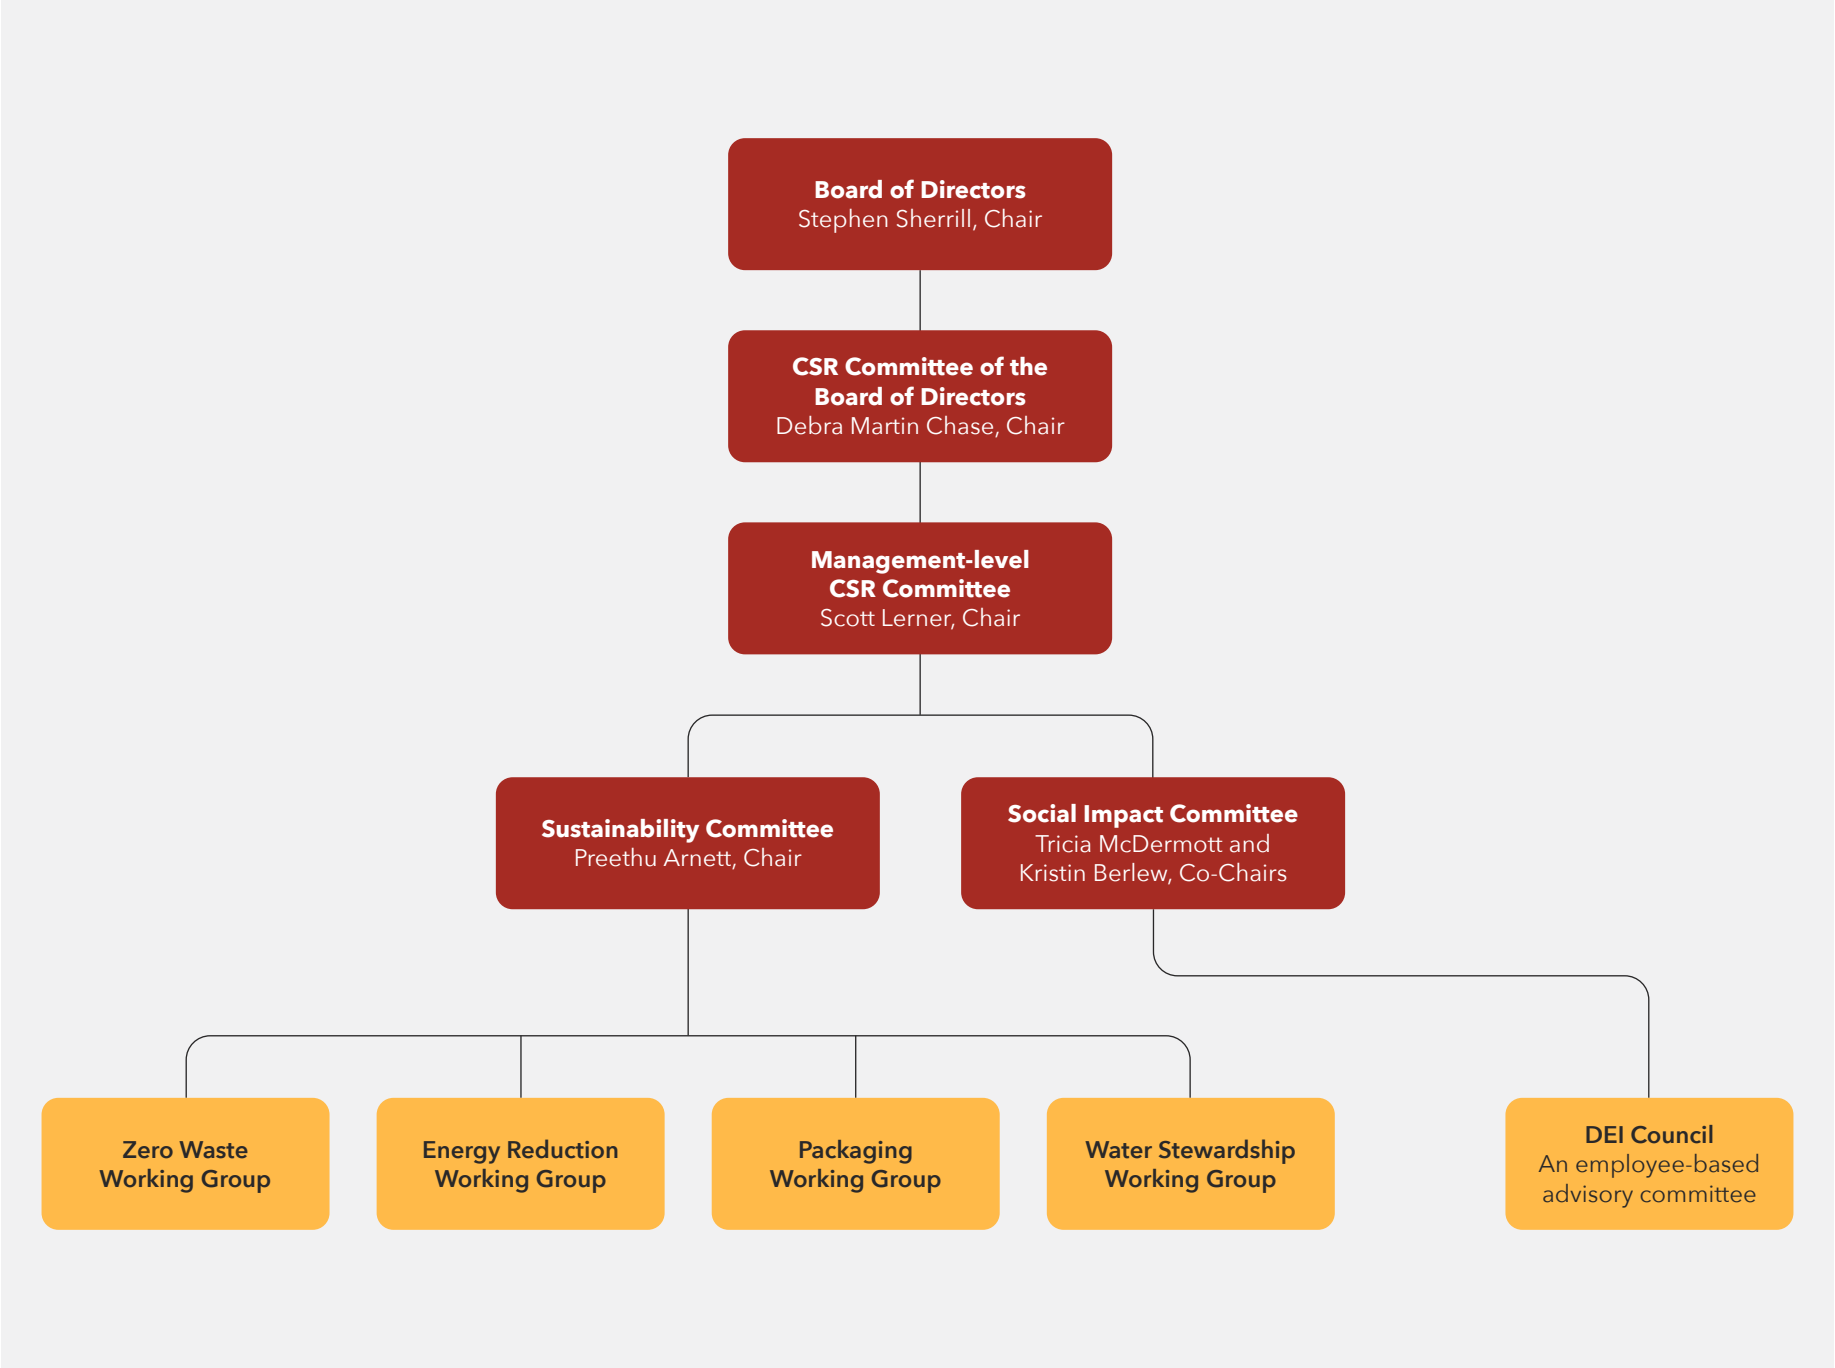 Board of Directors
Stephen Sherrill, Chair
CSR Committee of the
Board of Directors
Debra Martin Chase, Chair
Management-level
CSR Committee
Scott Lerner, Chair
Sustainability Committee
Preethu Arnett, Chair
Social Impact Committee
Tricia McDermott and
Kristin Berlew, Co-Chairs
Zero Waste
Working Group
Energy Reduction
Working Group
Packaging
Working Group
Water Stewardship
Working Group
DEI Council
An employee-based
advisory committee